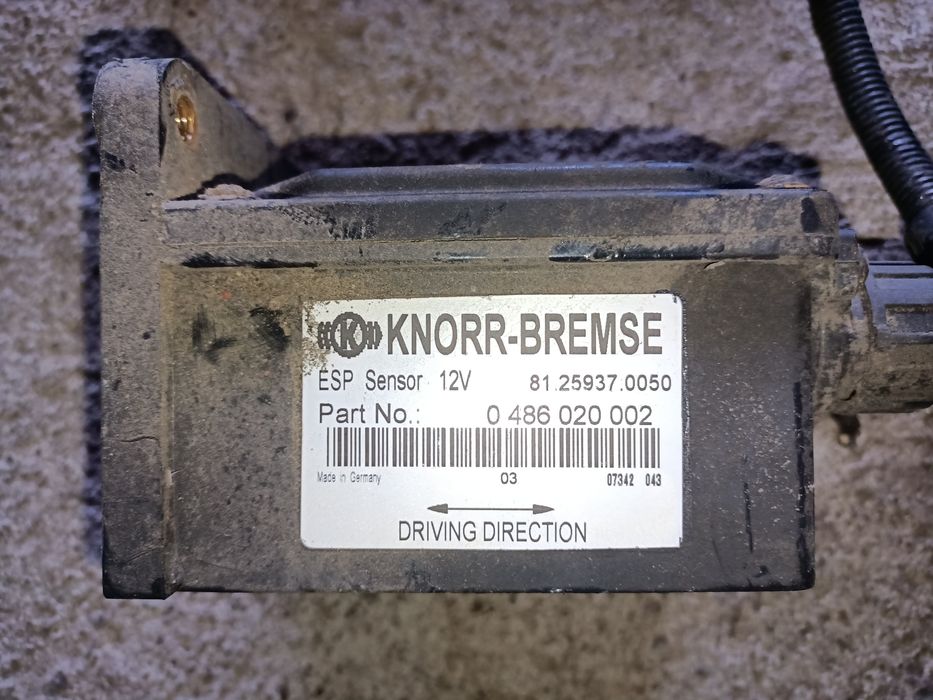 K KNORR-BREMSE
ESP Sensor 12V 81.25937.0050
Part No.: 0 486 020 002
Made in Germany 03 07342 043
DRIVING DIRECTION